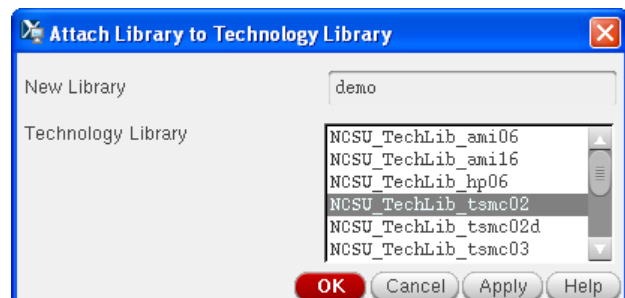 Attach Library to Technology Library
New Library demo
Technology Library
NCSU_TechLib_ami06
NCSU_TechLib_ami16
NCSU_TechLib_hp06
NCSU_TechLib_tsmc02
NCSU_TechLib_tsmc02d
NCSU_TechLib_tsmc03
OK Cancel Apply Help